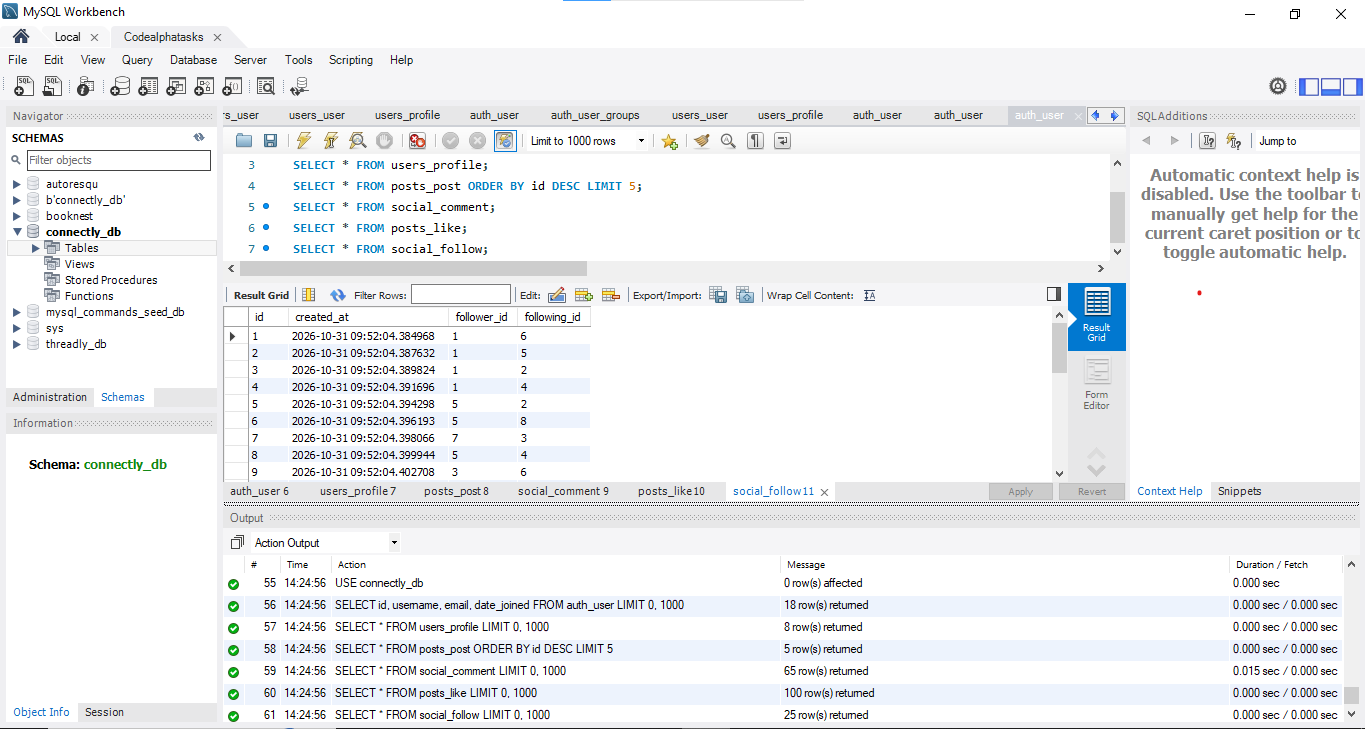 MySQL Workbench
Local
Codealphatasks
File Edit View Query Database Server Tools Scripting Help
Navigator
SCHEMAS
Filter objects
autoresqu
b'connectly_db'
booknest
connectly_db
Tables
Views
Stored Procedures
Functions
mysql_commands_seed_db
sys
threadly_db
Administration Schemas
Information
Schema: connectly_db
Object Info Session
rs_user users_user users_profile auth_user auth_user_groups users_user users_profile auth_user auth_user auth_user
Limit to 1000 rows
3 SELECT * FROM users_profile;
4 SELECT * FROM posts_post ORDER BY id DESC LIMIT 5;
5 SELECT * FROM social_comment;
6 SELECT * FROM posts_like;
7 SELECT * FROM social_follow;
Result Grid Filter Rows: Edit: Export/Import: Wrap Cell Content:
id created_at follower_id following_id
1 2026-10-31 09:52:04.384968 1 6
2 2026-10-31 09:52:04.387632 1 5
3 2026-10-31 09:52:04.389824 1 2
4 2026-10-31 09:52:04.391696 1 4
5 2026-10-31 09:52:04.394298 5 2
6 2026-10-31 09:52:04.396193 5 8
7 2026-10-31 09:52:04.398066 7 3
8 2026-10-31 09:52:04.399944 5 4
9 2026-10-31 09:52:04.402708 3 6
Result
Grid
Form
Editor
auth_user 6 users_profile 7 posts_post 8 social_comment 9 posts_like 10 social_follow 11
Apply Revert
SQLAdditions
Jump to
Automatic context help is
disabled. Use the toolbar to
manually get help for the
current caret position or to
toggle automatic help.
Context Help Snippets
Output
Action Output
# Time Action Message Duration / Fetch
55 14:24:56 USE connectly_db 0 row(s) affected 0.000 sec
56 14:24:56 SELECT id, username, email, date_joined FROM auth_user LIMIT 0, 1000 18 row(s) returned 0.000 sec / 0.000 sec
57 14:24:56 SELECT * FROM users_profile LIMIT 0, 1000 8 row(s) returned 0.000 sec / 0.000 sec
58 14:24:56 SELECT * FROM posts_post ORDER BY id DESC LIMIT 5 5 row(s) returned 0.000 sec / 0.000 sec
59 14:24:56 SELECT * FROM social_comment LIMIT 0, 1000 65 row(s) returned 0.015 sec / 0.000 sec
60 14:24:56 SELECT * FROM posts_like LIMIT 0, 1000 100 row(s) returned 0.000 sec / 0.000 sec
61 14:24:56 SELECT * FROM social_follow LIMIT 0, 1000 25 row(s) returned 0.000 sec / 0.000 sec